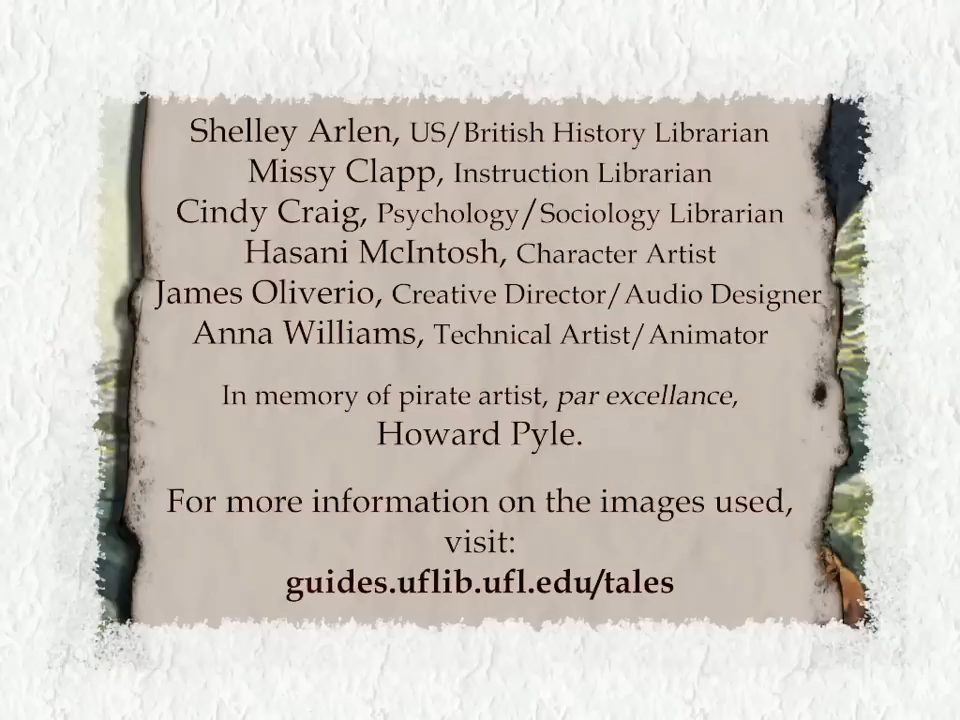 Shelley Arlen, US/British History Librarian
Missy Clapp, Instruction Librarian
Cindy Craig, Psychology/Sociology Librarian
Hasani McIntosh, Character Artist
James Oliverio, Creative Director/Audio Designer
Anna Williams, Technical Artist/Animator
In memory of pirate artist, par excellance,
Howard Pyle.
For more information on the images used,
visit:
guides.uflib.ufl.edu/tales